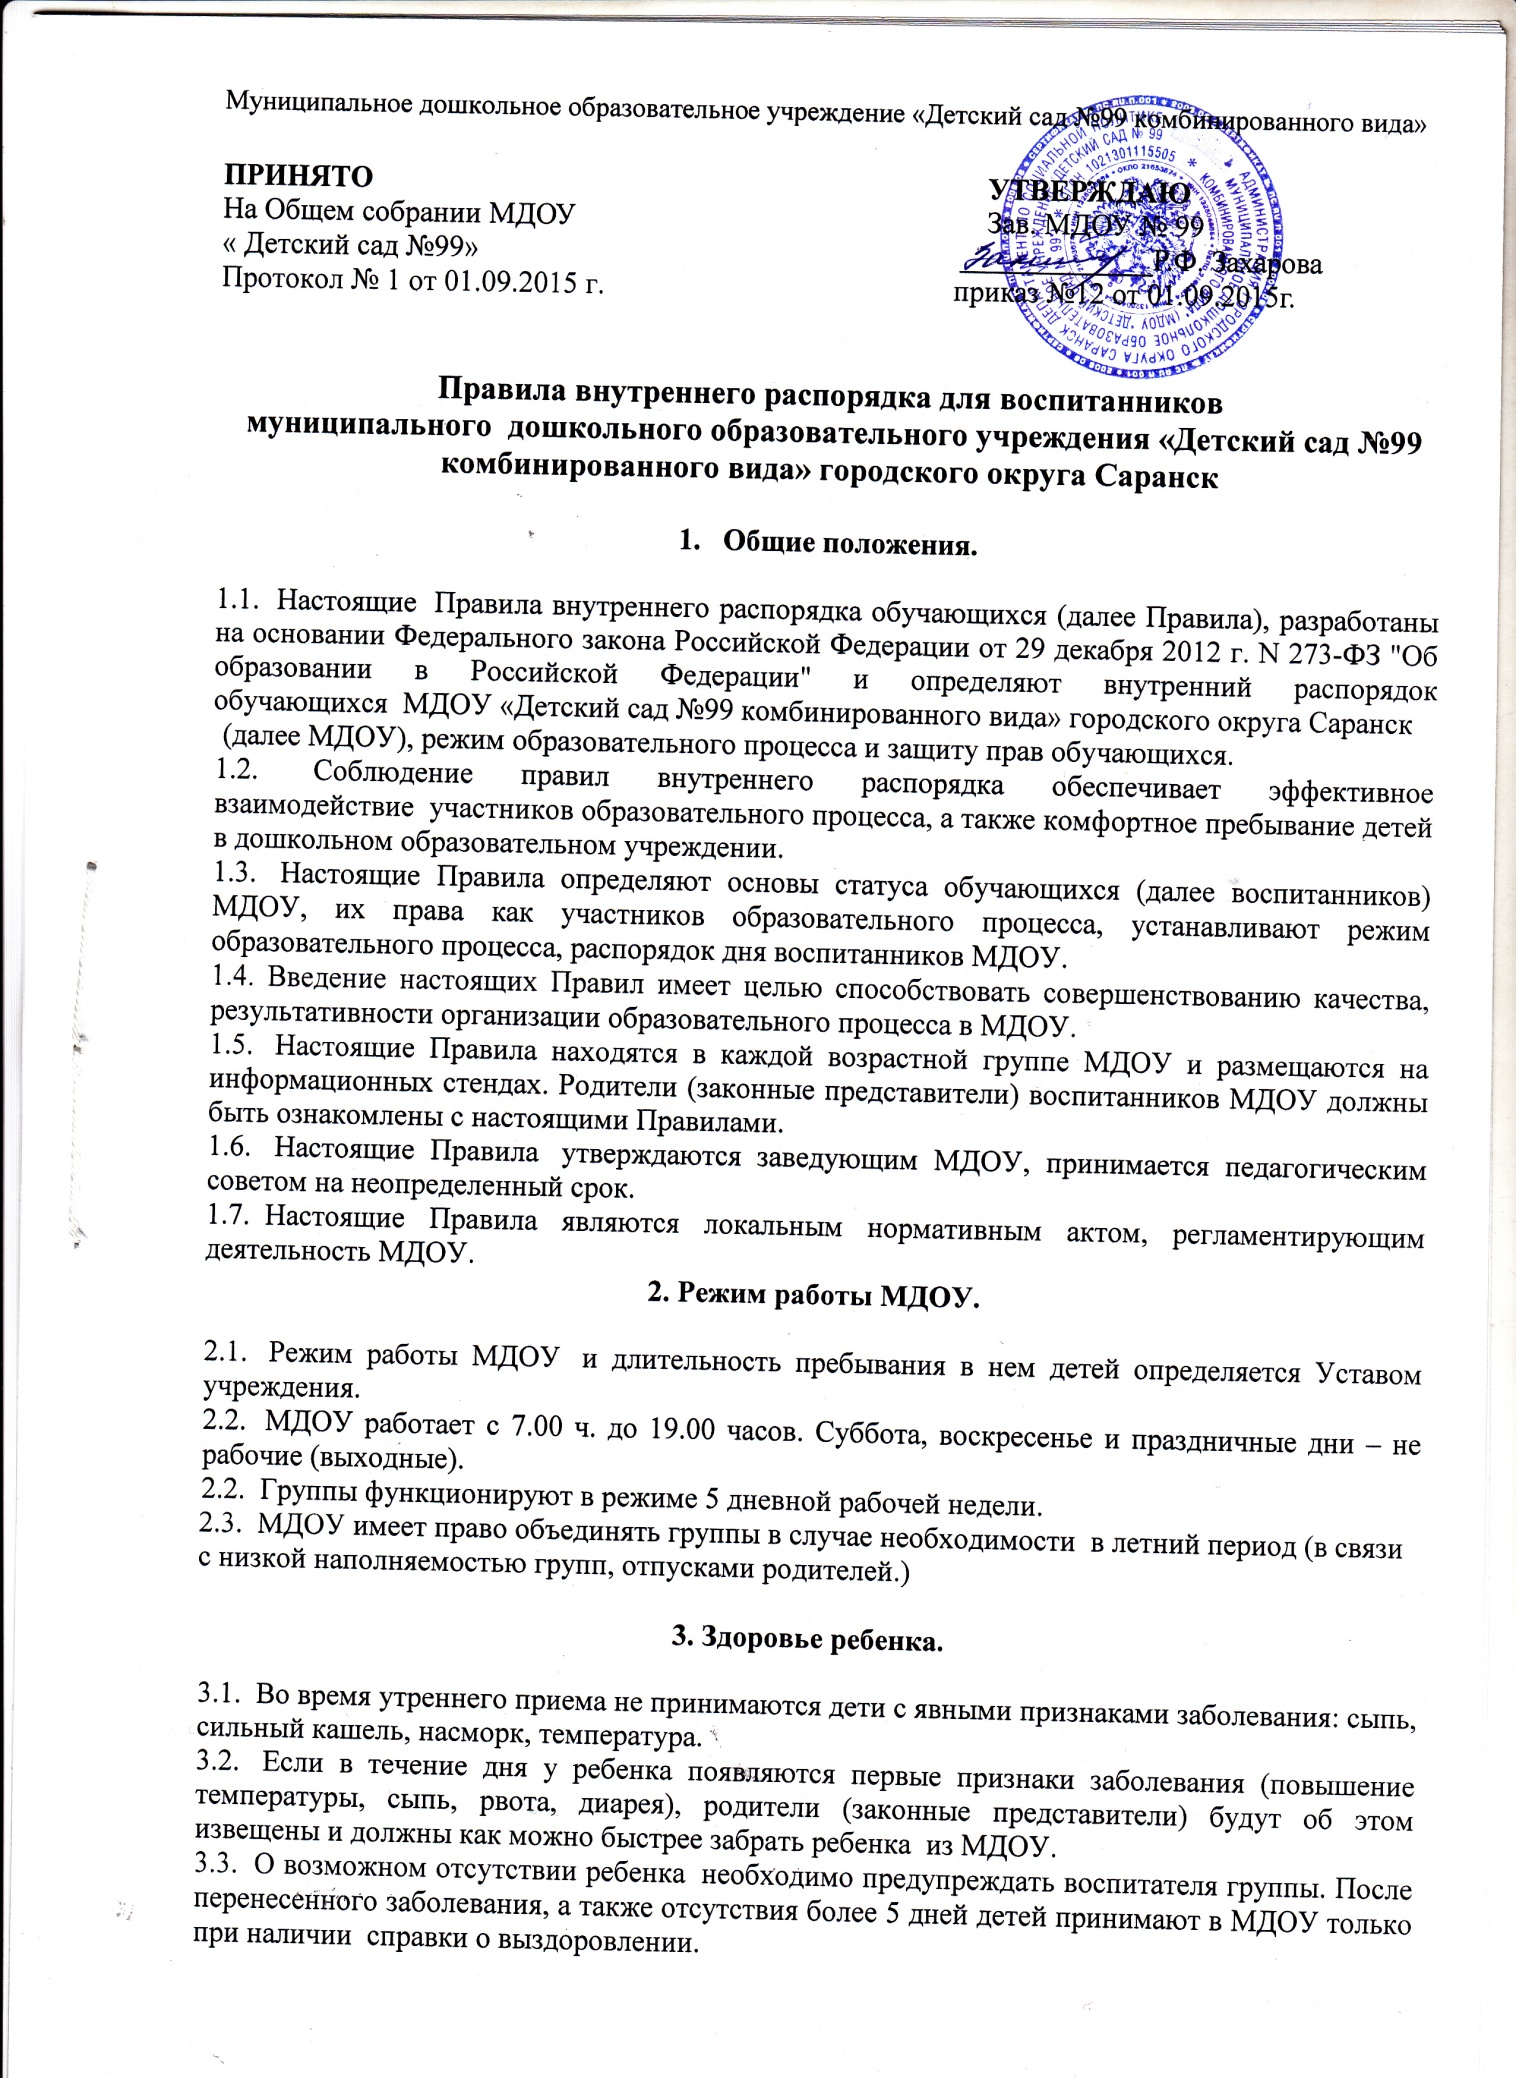 Муниципальное дошкольное образовательное учреждение «Детский сад №99 комбинированного вида»
ПРИНЯТО
На Общем собрании МДОУ
« Детский сад №99»
Протокол № 1 от 01.09.2015 г.
УТВЕРЖДАЮ
Зав. МДОУ № 99
Р.Ф. Захарова
приказ №12 от 01.09.2015г.
Правила внутреннего распорядка для воспитанников
муниципального дошкольного образовательного учреждения «Детский сад №99
комбинированного вида» городского округа Саранск
1. Общие положения.
1.1. Настоящие Правила внутреннего распорядка обучающихся (далее Правила), разработаны
на основании Федерального закона Российской Федерации от 29 декабря 2012 г. N 273-ФЗ "Об
образовании в Российской Федерации" и определяют внутренний распорядок
обучающихся МДОУ «Детский сад №99 комбинированного вида» городского округа Саранск
(далее МДОУ), режим образовательного процесса и защиту прав обучающихся.
1.2. Соблюдение правил внутреннего распорядка обеспечивает эффективное
взаимодействие участников образовательного процесса, а также комфортное пребывание детей
в дошкольном образовательном учреждении.
1.3. Настоящие Правила определяют основы статуса обучающихся (далее воспитанников)
МДОУ, их права как участников образовательного процесса, устанавливают режим
образовательного процесса, распорядок дня воспитанников МДОУ.
1.4. Введение настоящих Правил имеет целью способствовать совершенствованию качества,
результативности организации образовательного процесса в МДОУ.
1.5. Настоящие Правила находятся в каждой возрастной группе МДОУ и размещаются на
информационных стендах. Родители (законные представители) воспитанников МДОУ должны
быть ознакомлены с настоящими Правилами.
1.6. Настоящие Правила утверждаются заведующим МДОУ, принимается педагогическим
советом на неопределенный срок.
1.7. Настоящие Правила являются локальным нормативным актом, регламентирующим
деятельность МДОУ.
2. Режим работы МДОУ.
2.1. Режим работы МДОУ и длительность пребывания в нем детей определяется Уставом
учреждения.
2.2. МДОУ работает с 7.00 ч. до 19.00 часов. Суббота, воскресенье и праздничные дни – не
рабочие (выходные).
2.2. Группы функционируют в режиме 5 дневной рабочей недели.
2.3. МДОУ имеет право объединять группы в случае необходимости в летний период (в связи
с низкой наполняемостью групп, отпусками родителей.)
3. Здоровье ребенка.
3.1. Во время утреннего приема не принимаются дети с явными признаками заболевания: сыпь,
сильный кашель, насморк, температура.
3.2. Если в течение дня у ребенка появляются первые признаки заболевания (повышение
температуры, сыпь, рвота, диарея), родители (законные представители) будут об этом
извещены и должны как можно быстрее забрать ребенка из МДОУ.
3.3. О возможном отсутствии ребенка необходимо предупреждать воспитателя группы. После
перенесенного заболевания, а также отсутствия более 5 дней детей принимают в МДОУ только
при наличии справки о выздоровлении.